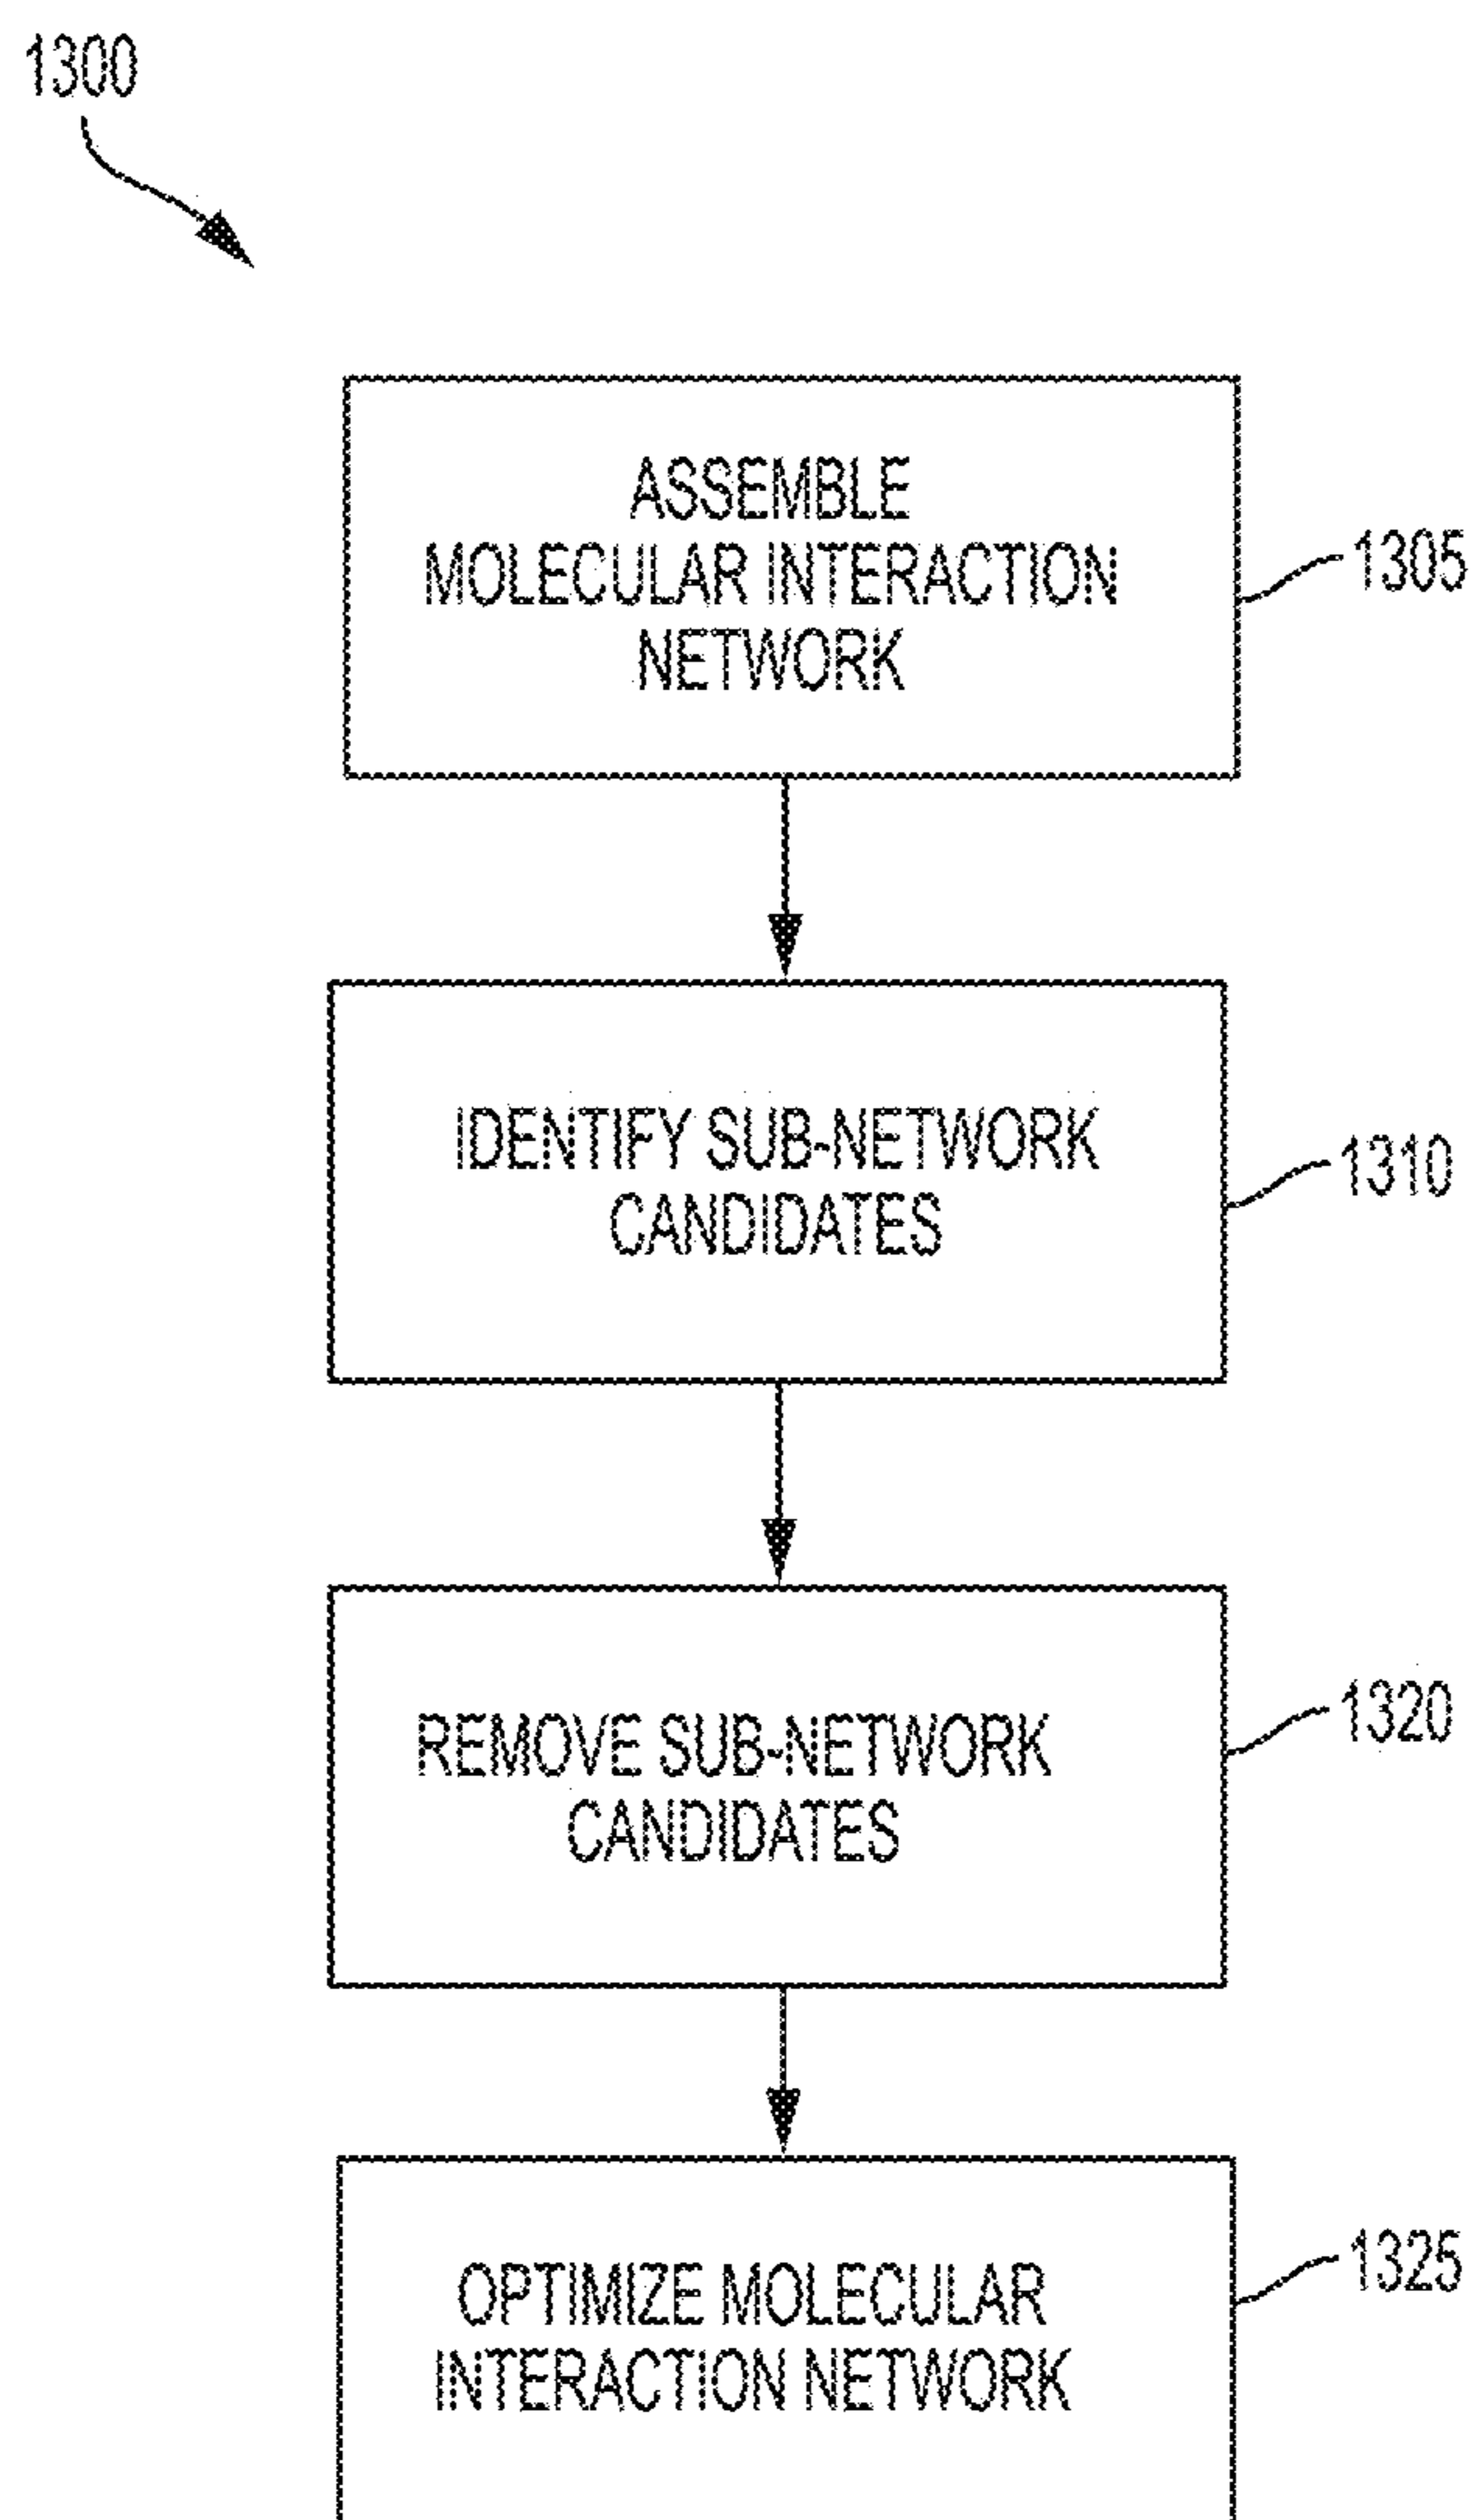 1300
ASSEMBLE
MOLECULAR INTERACTION
NETWORK
1305
IDENTIFY SUB-NETWORK
CANDIDATES
1310
REMOVE SUB-NETWORK
CANDIDATES
1320
OPTIMIZE MOLECULAR
INTERACTION NETWORK
1325